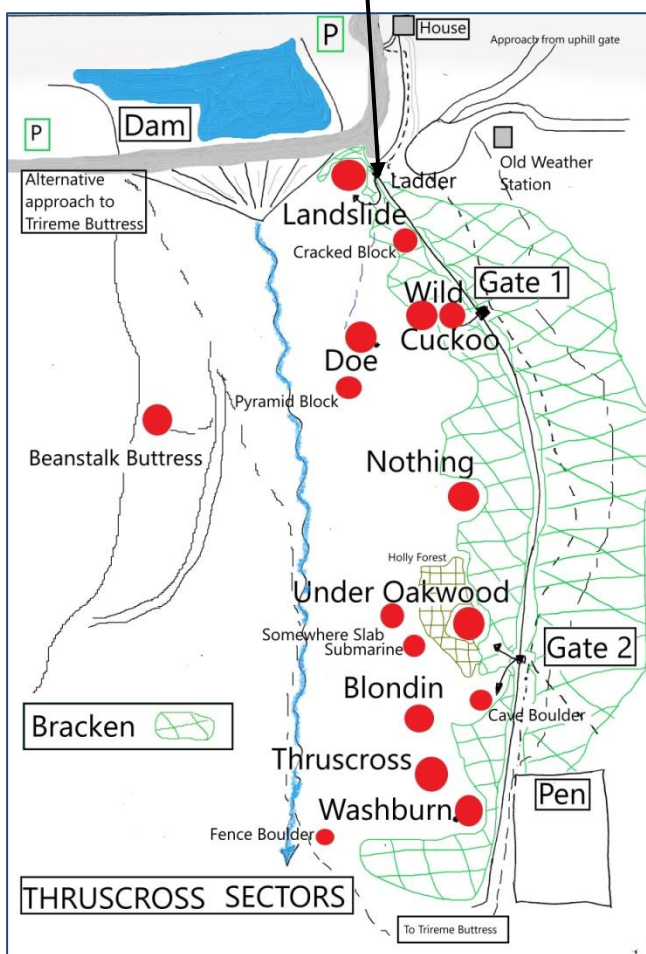 P
House
Approach from uphill gate
P
Dam
Old Weather
Station
Alternative
approach to
Trireme Buttress
Ladder
Landslide
Cracked Block
Wild
Gate 1
Cuckoo
Doe
Pyramid Block
Beanstalk Buttress
Nothing
Holly Forest
Under Oakwood
Somewhere Slab
Submarine
Gate 2
Blondin
Cave Boulder
Bracken
Thruscross
Washburn
Pen
Fence Boulder
THRUSCROSS SECTORS
To Trireme Buttress